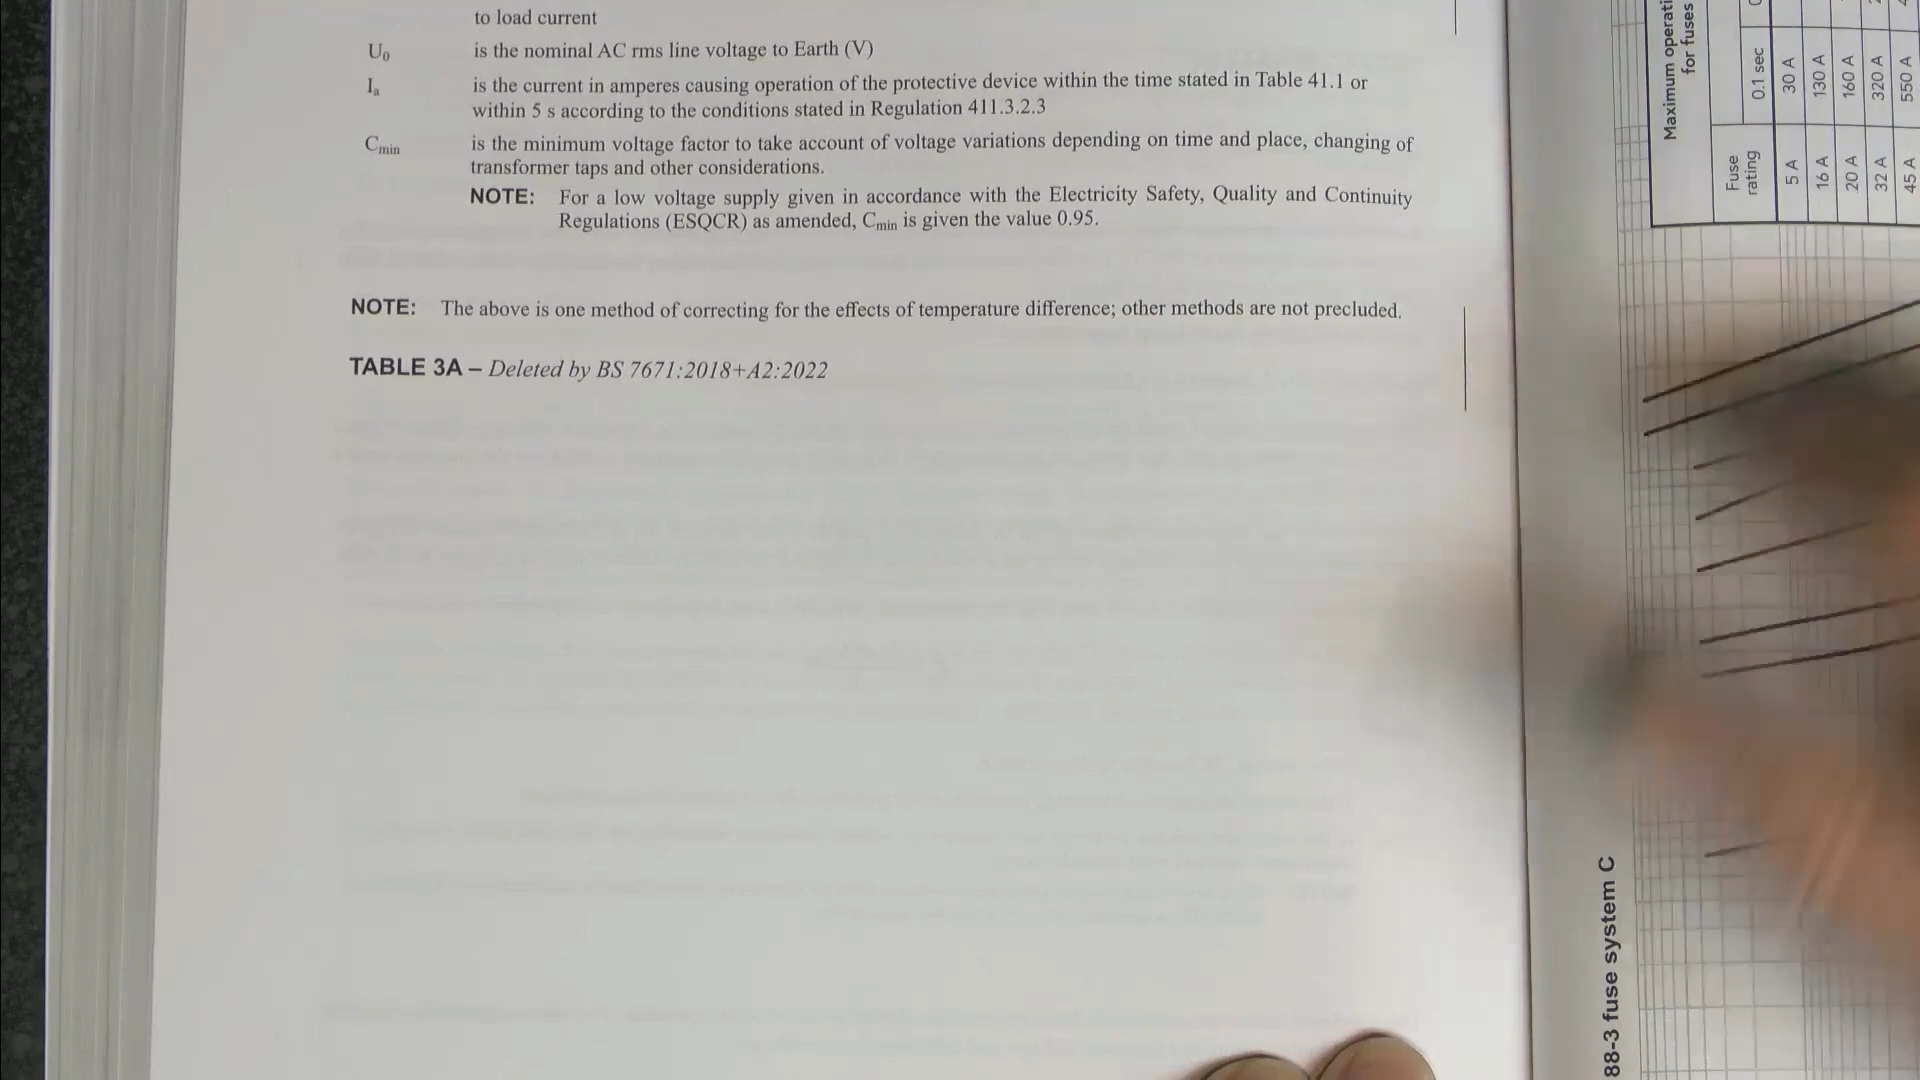 to load current
U₀ is the nominal AC rms line voltage to Earth (V)
Iₐ is the current in amperes causing operation of the protective device within the time stated in Table 41.1 or
within 5 s according to the conditions stated in Regulation 411.3.2.3
Cmin is the minimum voltage factor to take account of voltage variations depending on time and place, changing of
transformer taps and other considerations.
NOTE: For a low voltage supply given in accordance with the Electricity Safety, Quality and Continuity
Regulations (ESQCR) as amended, Cmin is given the value 0.95.
NOTE: The above is one method of correcting for the effects of temperature difference; other methods are not precluded.
TABLE 3A – Deleted by BS 7671:2018+A2:2022
Maximum operati
for fuses
Fuse
rating
0.1 sec
5 A 30 A
16 A 130 A
20 A 160 A
32 A 320 A
45 A 550 A
88-3 fuse system C